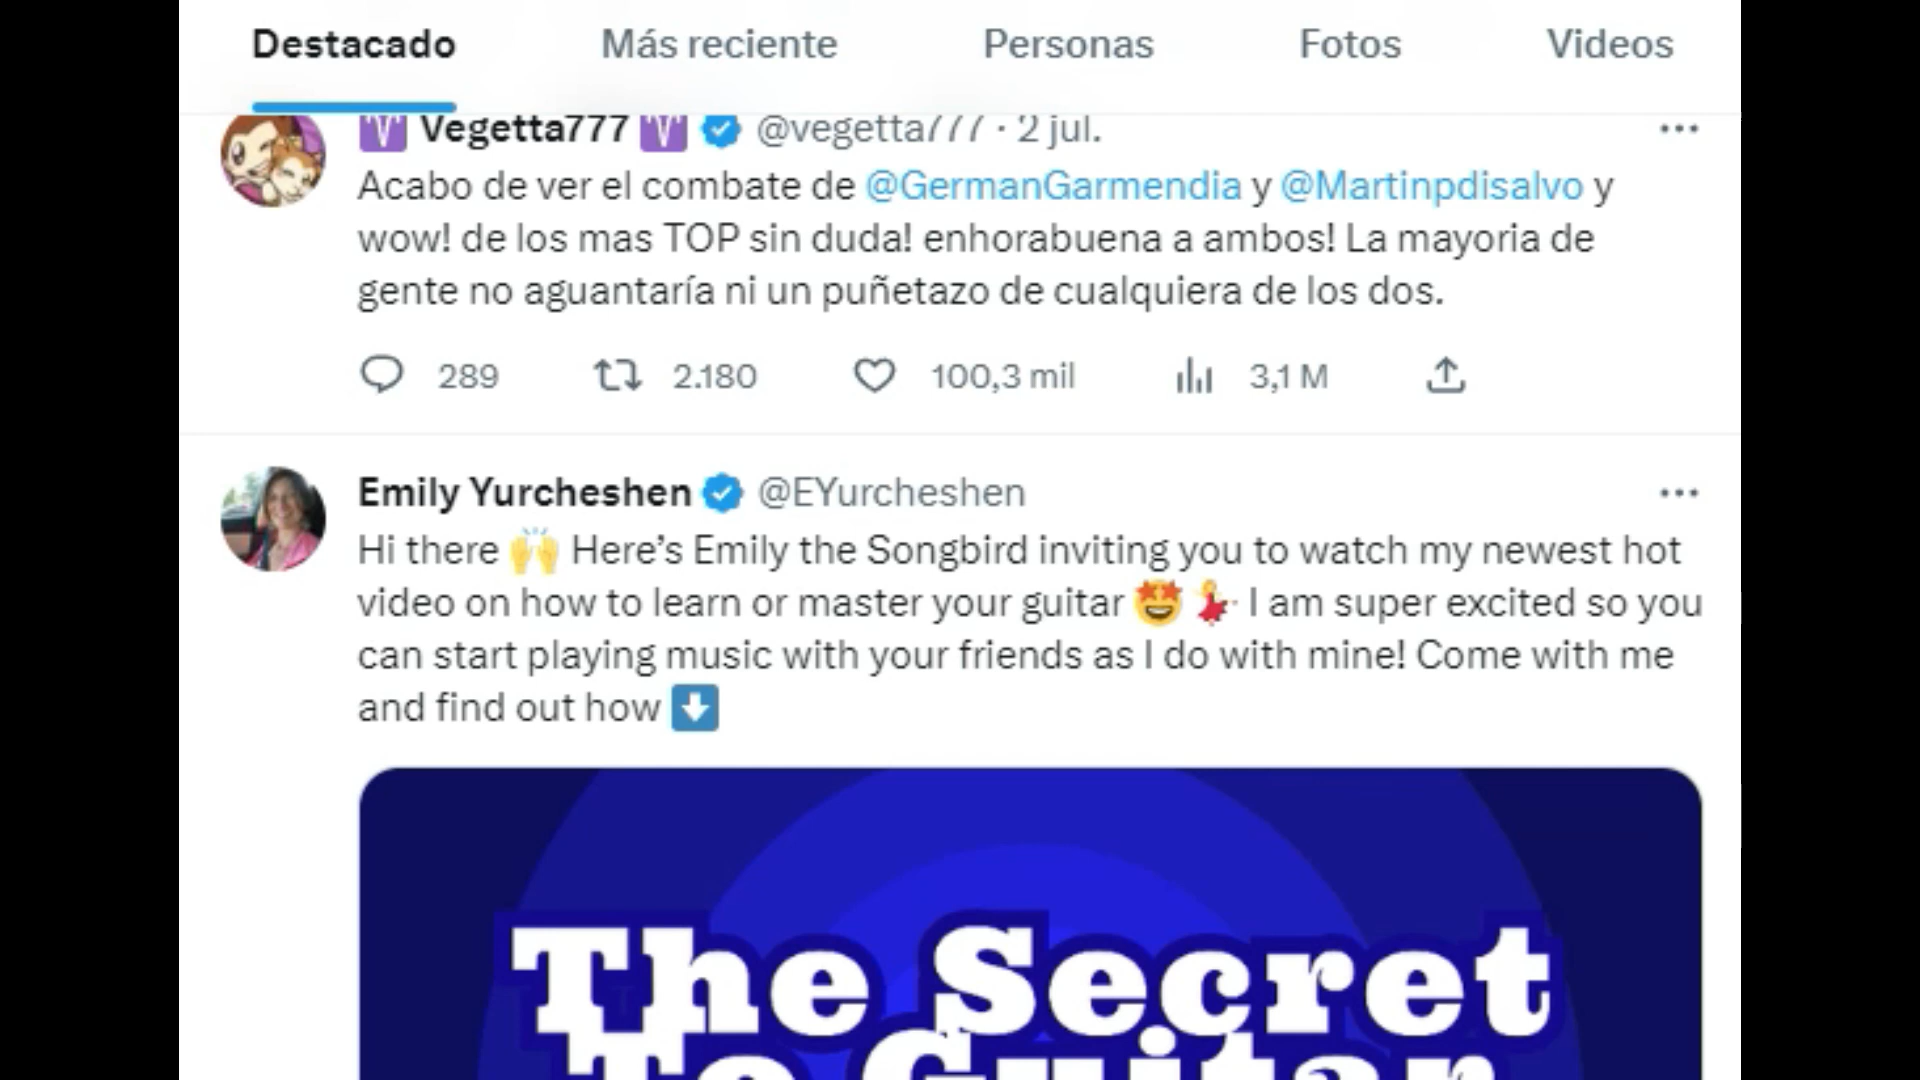 Destacado Más reciente Personas Fotos Videos
Vegetta777 @vegetta777 · 2 jul.
Acabo de ver el combate de @GermanGarmendia y @Martinpdisalvo y
wow! de los mas TOP sin duda! enhorabuena a ambos! La mayoria de
gente no aguantaría ni un puñetazo de cualquiera de los dos.
289 2.180 100,3 mil 3,1 M
Emily Yurcheshen @EYurcheshen
Hi there 🙌 Here’s Emily the Songbird inviting you to watch my newest hot
video on how to learn or master your guitar 🤩 💃 I am super excited so you
can start playing music with your friends as I do with mine! Come with me
and find out how ⬇️
The Secret
To Guitar